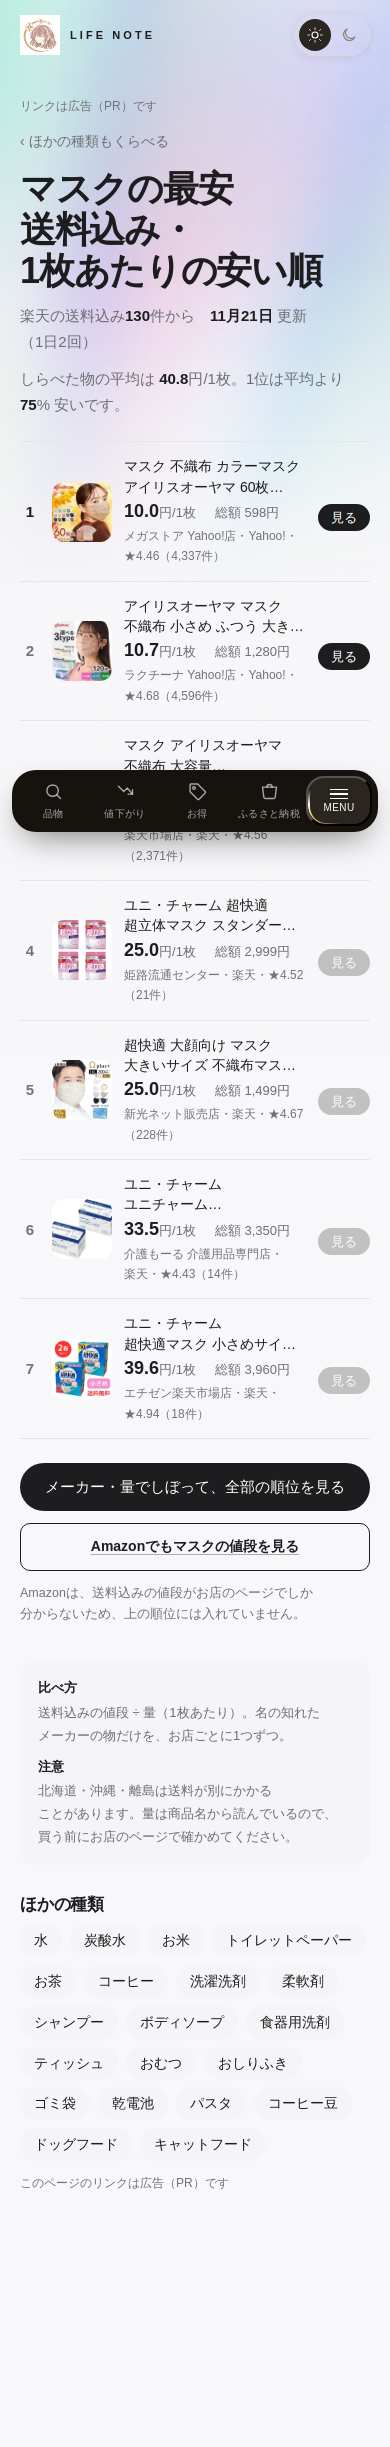 LIFE NOTE
リンクは広告（PR）です
‹ ほかの種類もくらべる
マスクの最安
送料込み・
1枚あたりの安い順
楽天の送料込み130件から　11月21日 更新
（1日2回）
しらべた物の平均は 40.8円/1枚。1位は平均より
75% 安いです。
マスク 不織布 カラーマスク
アイリスオーヤマ 60枚…
1
10.0円/1枚 総額 598円
見る
メガストア Yahoo!店・Yahoo!・
★4.46（4,337件）
アイリスオーヤマ マスク
不織布 小さめ ふつう 大き…
2
10.7円/1枚 総額 1,280円
見る
ラクチーナ Yahoo!店・Yahoo!・
★4.68（4,596件）
マスク アイリスオーヤマ
不織布 大容量…
品物
値下がり
お得
ふるさと納税
MENU
楽天市場店・楽天・★4.56
（2,371件）
ユニ・チャーム 超快適
超立体マスク スタンダー…
4
25.0円/1枚 総額 2,999円
見る
姫路流通センター・楽天・★4.52
（21件）
超快適 大顔向け マスク
大きいサイズ 不織布マス…
5
25.0円/1枚 総額 1,499円
見る
新光ネット販売店・楽天・★4.67
（228件）
ユニ・チャーム
ユニチャーム…
6
33.5円/1枚 総額 3,350円
見る
介護もーる 介護用品専門店・
楽天・★4.43（14件）
ユニ・チャーム
超快適マスク 小さめサイ…
7
39.6円/1枚 総額 3,960円
見る
エチゼン楽天市場店・楽天・
★4.94（18件）
メーカー・量でしぼって、全部の順位を見る
Amazonでもマスクの値段を見る
Amazonは、送料込みの値段がお店のページでしか
分からないため、上の順位には入れていません。
比べ方
送料込みの値段 ÷ 量（1枚あたり）。名の知れた
メーカーの物だけを、お店ごとに1つずつ。
注意
北海道・沖縄・離島は送料が別にかかる
ことがあります。量は商品名から読んでいるので、
買う前にお店のページで確かめてください。
ほかの種類
水 炭酸水 お米 トイレットペーパー
お茶 コーヒー 洗濯洗剤 柔軟剤
シャンプー ボディソープ 食器用洗剤
ティッシュ おむつ おしりふき
ゴミ袋 乾電池 パスタ コーヒー豆
ドッグフード キャットフード
このページのリンクは広告（PR）です